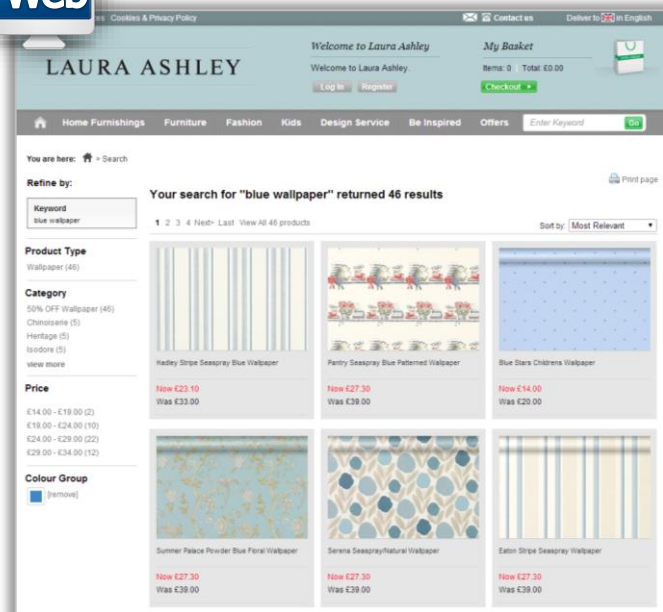 Web
es Cookies & Privacy Policy
Contact us
Deliver to in English
LAURA ASHLEY
Welcome to Laura Ashley
Welcome to Laura Ashley.
Log In Register
My Basket
Items: 0 Total: £0.00
Checkout
Home Furnishings Furniture Fashion Kids Design Service Be Inspired Offers Enter Keyword Go
You are here: » Search
Print page
Refine by:
Keyword
blue wallpaper
Product Type
Wallpaper (46)
Category
50% OFF Wallpaper (46)
Chinoiserie (5)
Heritage (5)
Isodore (5)
view more
Price
£14.00 - £19.00 (2)
£19.00 - £24.00 (10)
£24.00 - £29.00 (22)
£29.00 - £34.00 (12)
Colour Group
[remove]
Your search for "blue wallpaper" returned 46 results
1 2 3 4 Next> Last View All 46 products
Sort by: Most Relevant
Hedley Stripe Seaspray Blue Wallpaper
Now £23.10
Was £33.00
Pantry Seaspray Blue Patterned Wallpaper
Now £27.30
Was £39.00
Blue Stars Childrens Wallpaper
Now £14.00
Was £20.00
Summer Palace Powder Blue Floral Wallpaper
Now £27.30
Was £39.00
Serena Seaspray/Natural Wallpaper
Now £27.30
Was £39.00
Eaton Stripe Seaspray Wallpaper
Now £27.30
Was £39.00